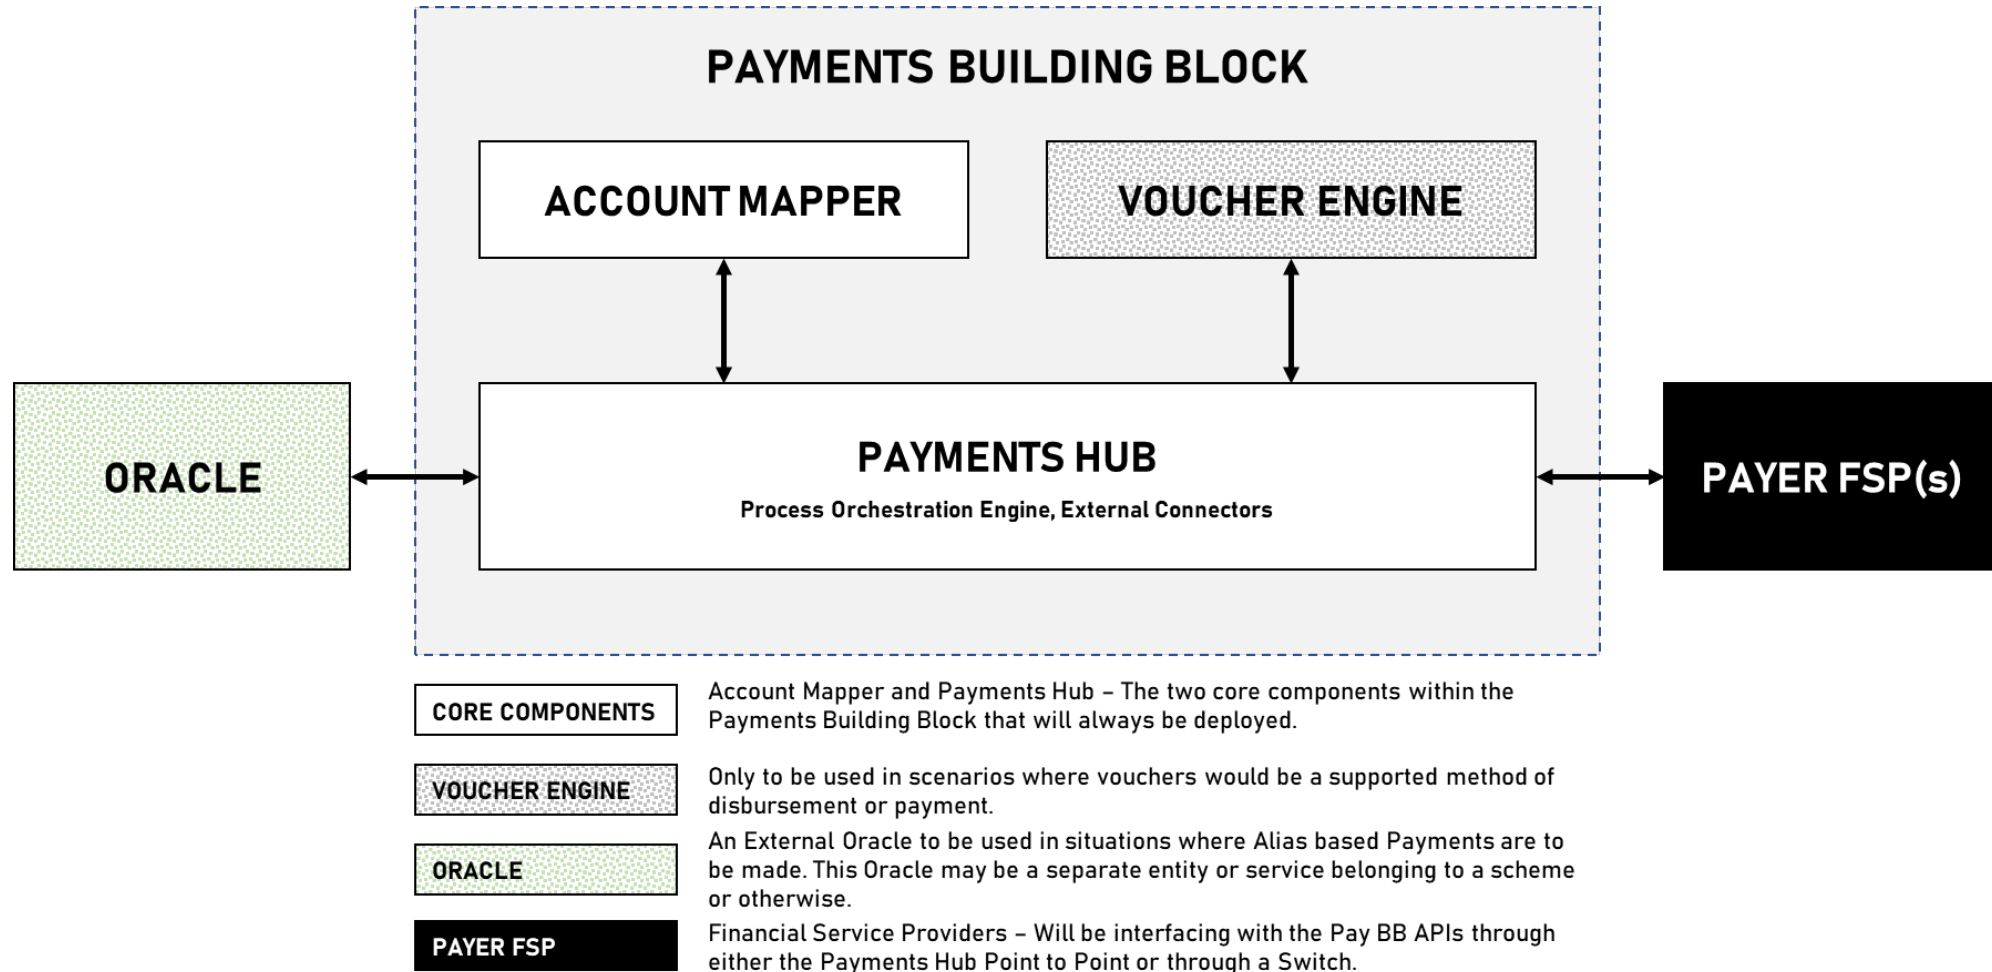 PAYMENTS BUILDING BLOCK
ACCOUNT MAPPER
VOUCHER ENGINE
ORACLE
PAYMENTS HUB
Process Orchestration Engine, External Connectors
PAYER FSP(s)
CORE COMPONENTS
Account Mapper and Payments Hub – The two core components within the
Payments Building Block that will always be deployed.
VOUCHER ENGINE
Only to be used in scenarios where vouchers would be a supported method of
disbursement or payment.
ORACLE
An External Oracle to be used in situations where Alias based Payments are to
be made. This Oracle may be a separate entity or service belonging to a scheme
or otherwise.
PAYER FSP
Financial Service Providers – Will be interfacing with the Pay BB APIs through
either the Payments Hub Point to Point or through a Switch.